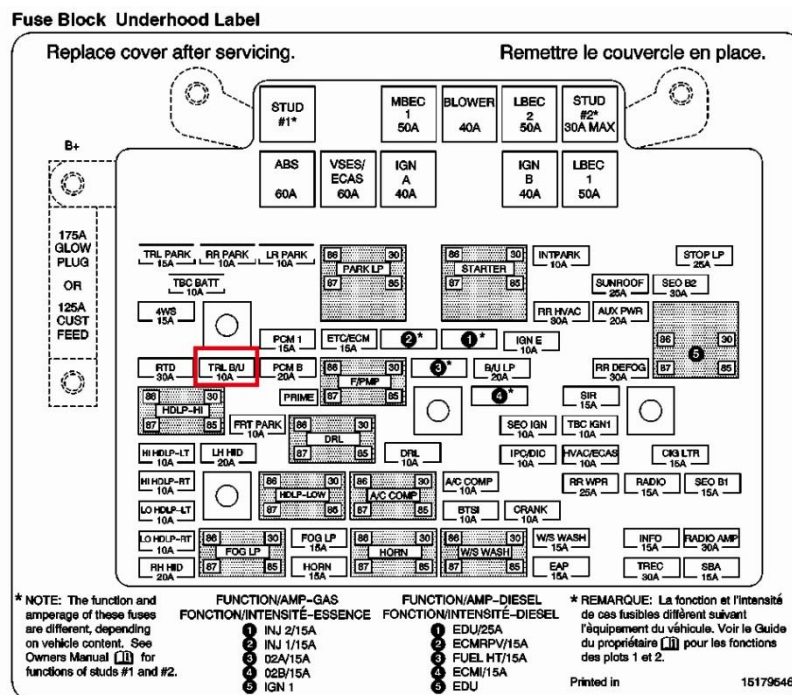 Fuse Block Underhood Label
Replace cover after servicing.
Remettre le couvercle en place.
STUD #1*
MBEC 1 50A
BLOWER 40A
LBEC 2 50A
STUD #2* 30A MAX
B+
ABS 60A
VSES/ECAS 60A
IGN A 40A
IGN B 40A
LBEC 1 50A
175A GLOW PLUG OR 125A CUST FEED
TRL PARK 15A
RR PARK 10A
LR PARK 10A
86 30
PARK LP
87 85
86 30
STARTER
87 85
INTPARK 10A
STOP LP 25A
TBC BATT 10A
SUNROOF 25A
SEO B2 30A
4WS 15A
RR HVAC 30A
AUX PWR 20A
PCM 1 15A
ETC/ECM 15A
2*
1*
IGN E 10A
86 30
5
87 85
RTD 30A
TRL B/U 10A
PCM B 20A
86 30
F/PMP
87 85
3*
B/U LP 20A
RR DEFOG 30A
PRIME
4*
SIR 15A
86 30
HDLP-HI
87 85
FRT PARK 10A
86 30
DRL
87 85
SEO IGN 10A
TBC IGN1 10A
HI HDLP-LT 10A
LH HID 20A
DRL 10A
IPC/DIC 10A
HVAC/ECAS 10A
CIG LTR 15A
HI HDLP-RT 10A
86 30
HDLP-LOW
87 85
86 30
A/C COMP
87 85
A/C COMP 10A
RR WPR 25A
RADIO 15A
SEO B1 15A
LO HDLP-LT 10A
BTSI 10A
CRANK 10A
LO HDLP-RT 10A
86 30
FOG LP
87 85
FOG LP 15A
86 30
HORN
87 85
86 30
W/S WASH
87 85
W/S WASH 15A
INFO 15A
RADIO AMP 30A
RH HID 20A
HORN 15A
EAP 15A
TREC 30A
SBA 15A
* NOTE: The function and
amperage of these fuses
are different, depending
on vehicle content. See
Owners Manual for
functions of studs #1 and #2.
FUNCTION/AMP-GAS
FONCTION/INTENSITÉ-ESSENCE
1 INJ 2/15A
2 INJ 1/15A
3 02A/15A
4 02B/15A
5 IGN 1
FUNCTION/AMP-DIESEL
FONCTION/INTENSITÉ-DIESEL
1 EDU/25A
2 ECMRPV/15A
3 FUEL HT/15A
4 ECMI/15A
5 EDU
* REMARQUE: La fonction et l'intensité
de ces fusibles diffèrent suivant
l'équipement du véhicule. Voir le Guide
du propriétaire pour les fonctions
des plots 1 et 2.
Printed in
15179546